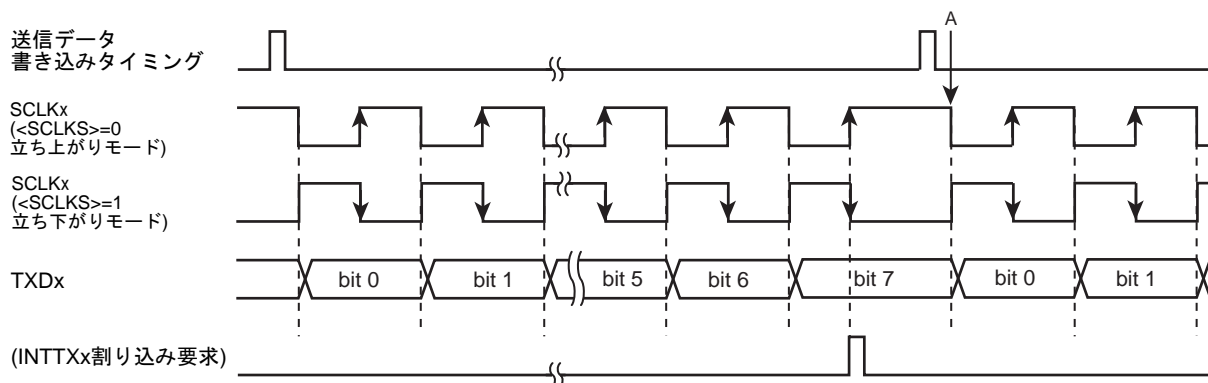 送信データ
書き込みタイミング
A
SCLKx
(<SCLKS>=0
立ち上がりモード)
SCLKx
(<SCLKS>=1
立ち下がりモード)
TXDx
bit 0
bit 1
bit 5
bit 6
bit 7
bit 0
bit 1
(INTTXx割り込み要求)